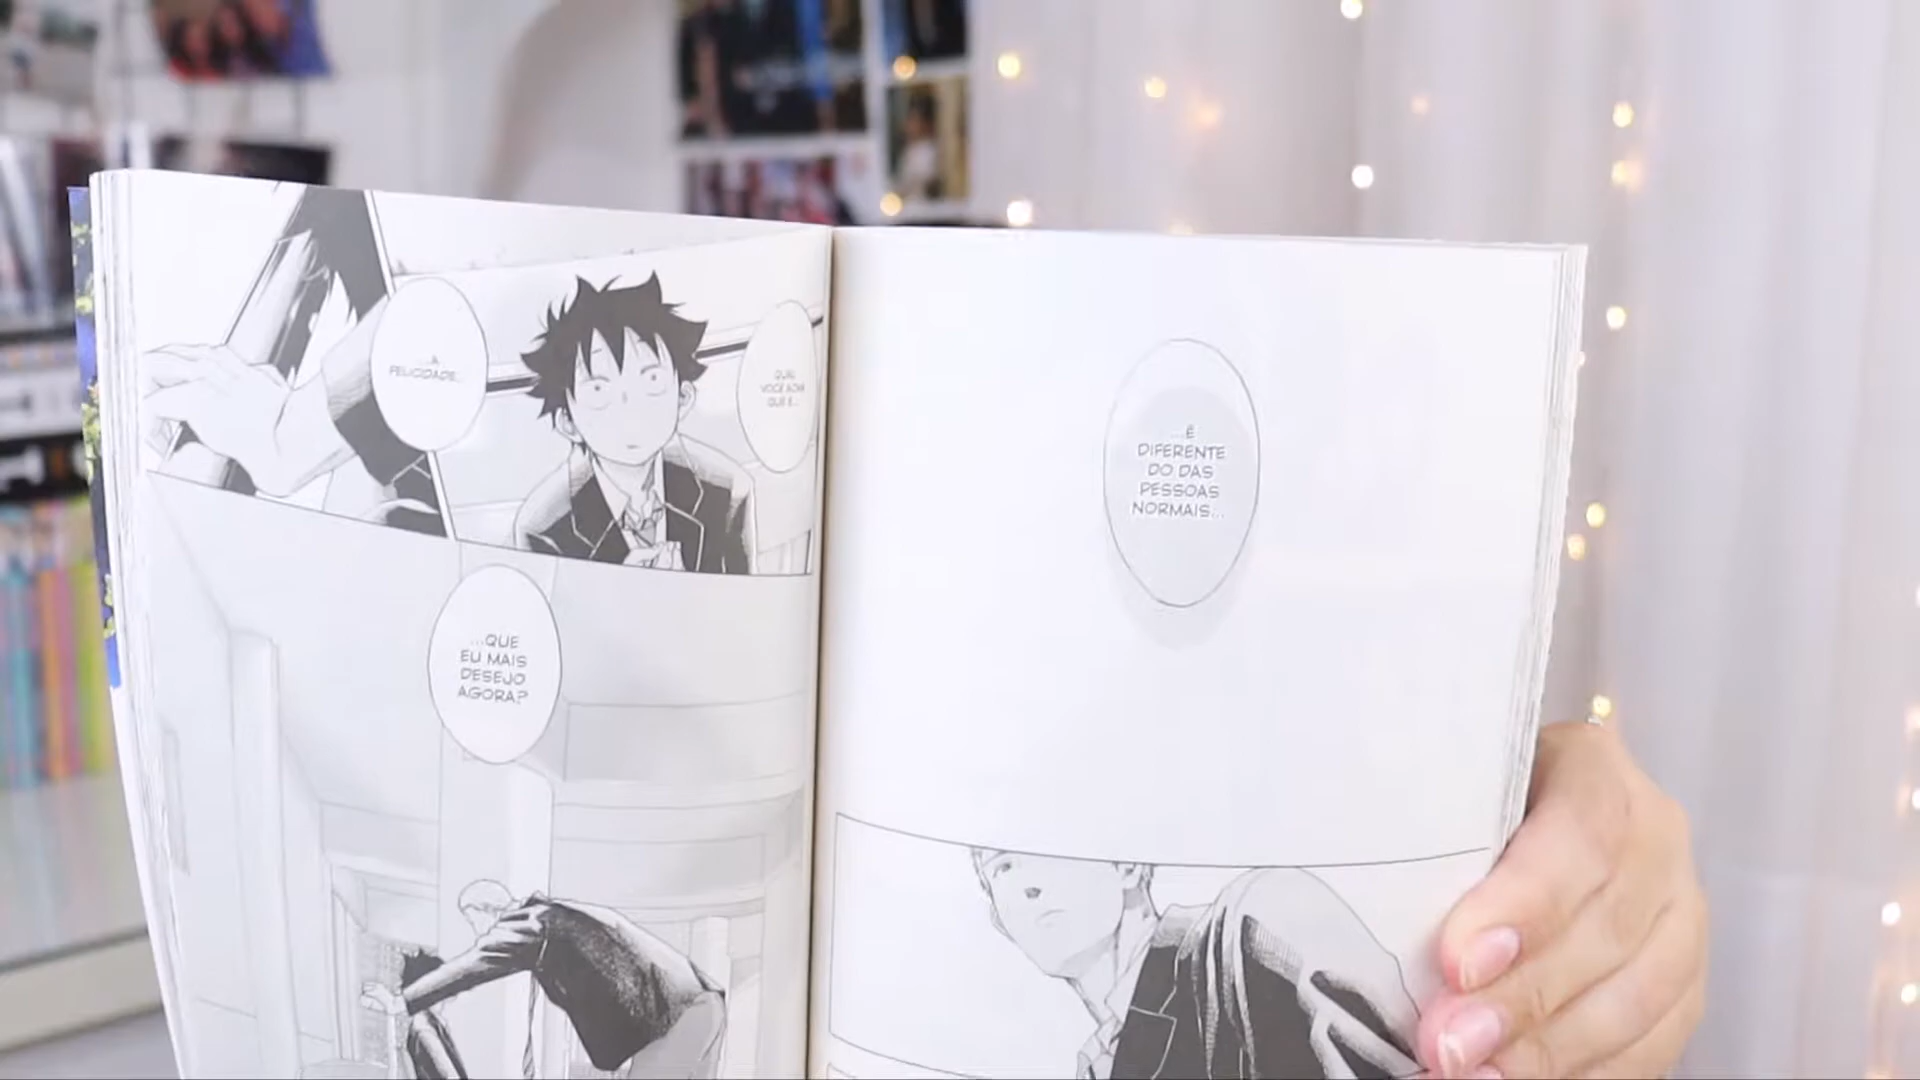 ...É
DIFERENTE
DO DAS
PESSOAS
NORMAIS...
QUAL
VOCÊ ACHA
QUE É...
...A
FELICIDADE...
...QUE
EU MAIS
DESEJO
AGORA?